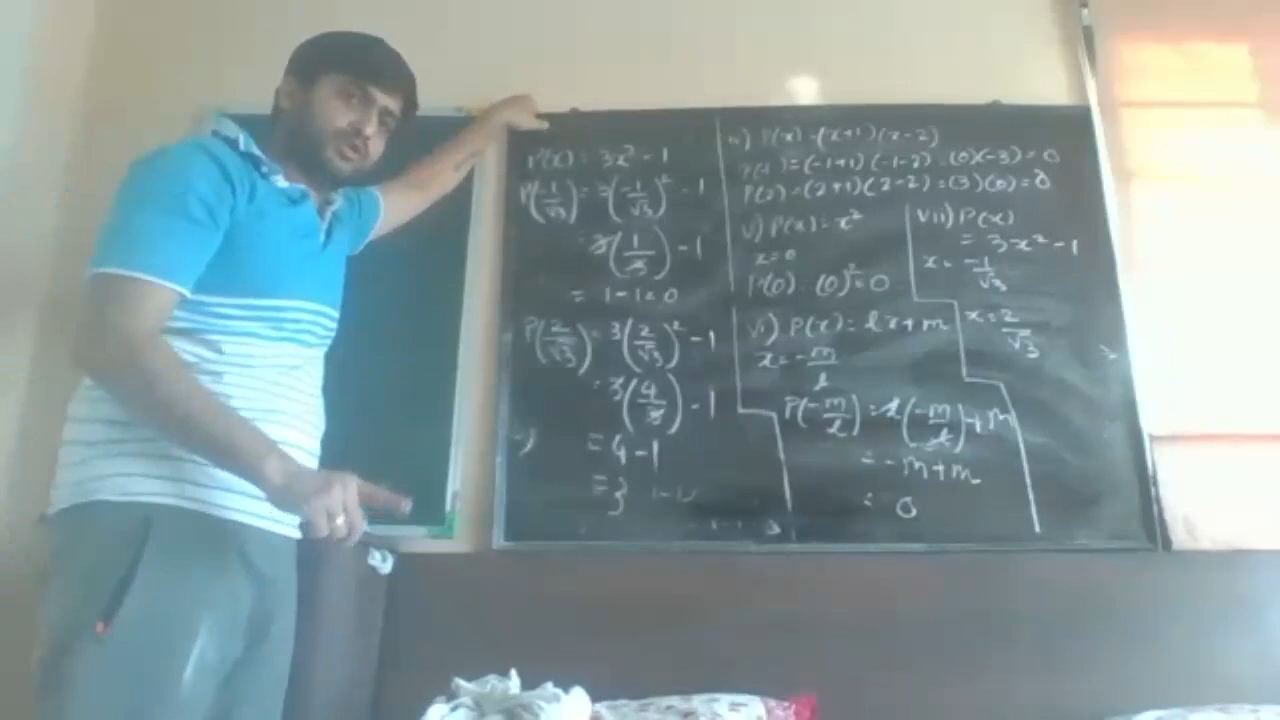 P(x) = 3x² - 1
P(-1/√3) = 3(-1/√3)² - 1
= 3(1/3) - 1
= 1 - 1 = 0
P(2/√3) = 3(2/√3)² - 1
= 3(4/3) - 1
= 4 - 1
= 3
P(x) = (x+1)(x-2)
= (-1+1)(-1-2) = (0)(-3) = 0
P(2) = (2+1)(2-2) = (3)(0) = 0
v) P(x) = x²
x = 0
P(0) = (0)² = 0
vi) P(x) = lx + m
x = -m/l
P(-m/l) = l(-m/l) + m
= -m + m
= 0
vii) P(x)
= 3x² - 1
x = -1/√3
x = 2/√3